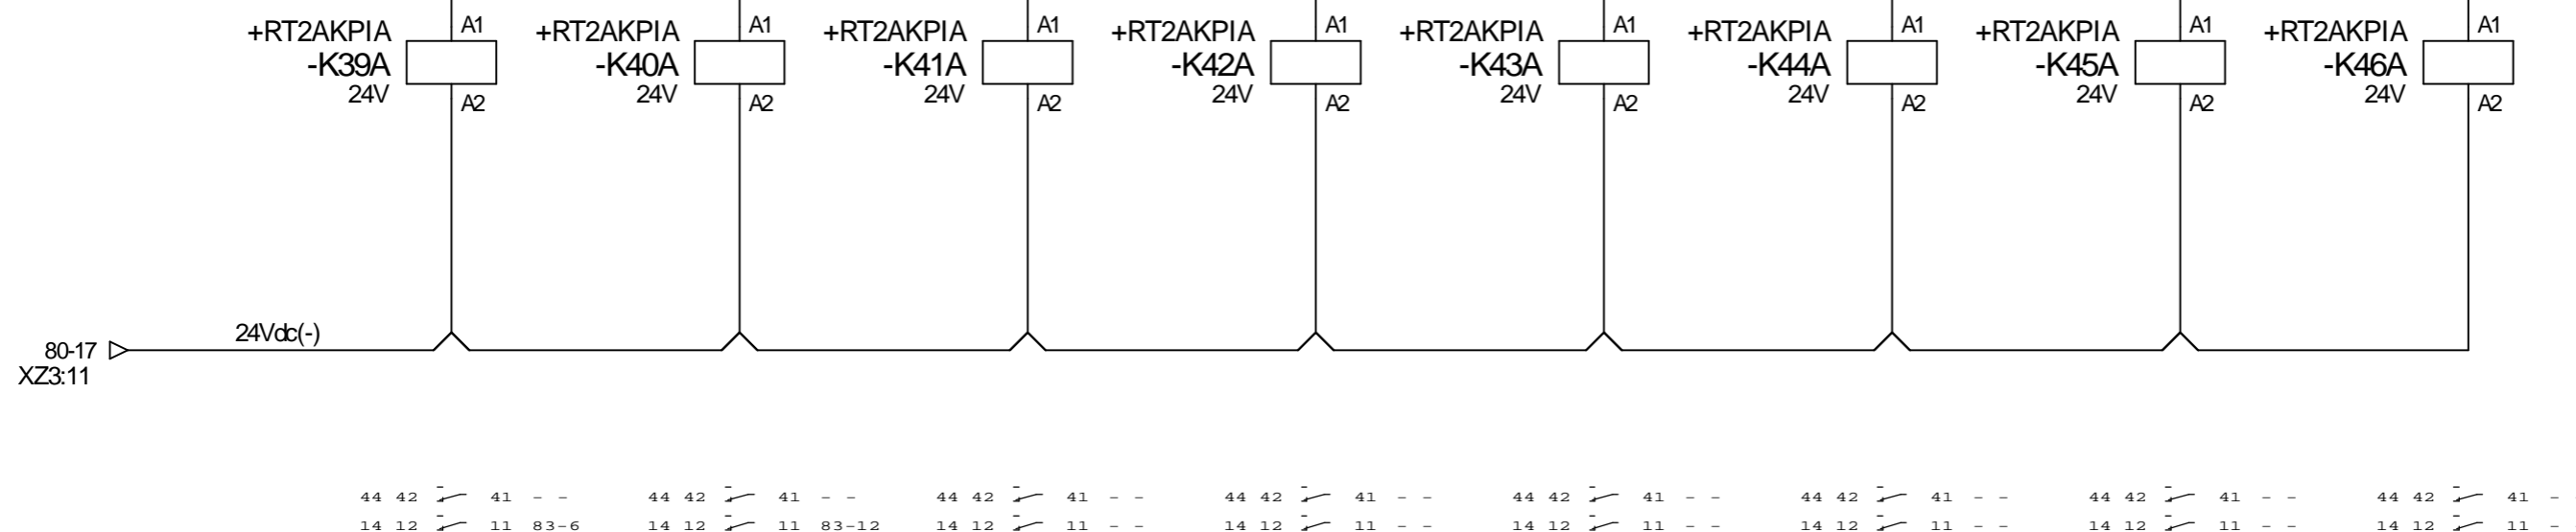 A1 A1 A1 A1 A1 A1 A1 A1
+RT2AKPIA +RT2AKPIA +RT2AKPIA +RT2AKPIA +RT2AKPIA +RT2AKPIA +RT2AKPIA +RT2AKPIA
-K39A -K40A -K41A -K42A -K43A -K44A -K45A -K46A
24V 24V 24V 24V 24V 24V 24V 24V
A2 A2 A2 A2 A2 A2 A2 A2
24Vdc(-)
80-17
XZ3:11
44 42 41 - - 44 42 41 - - 44 42 41 - - 44 42 41 - - 44 42 41 - - 44 42 41 - - 44 42 41 - - 44 42 41 -
14 12 11 83-6 14 12 11 83-12 14 12 11 - - 14 12 11 - - 14 12 11 - - 14 12 11 - - 14 12 11 - - 14 12 11 -